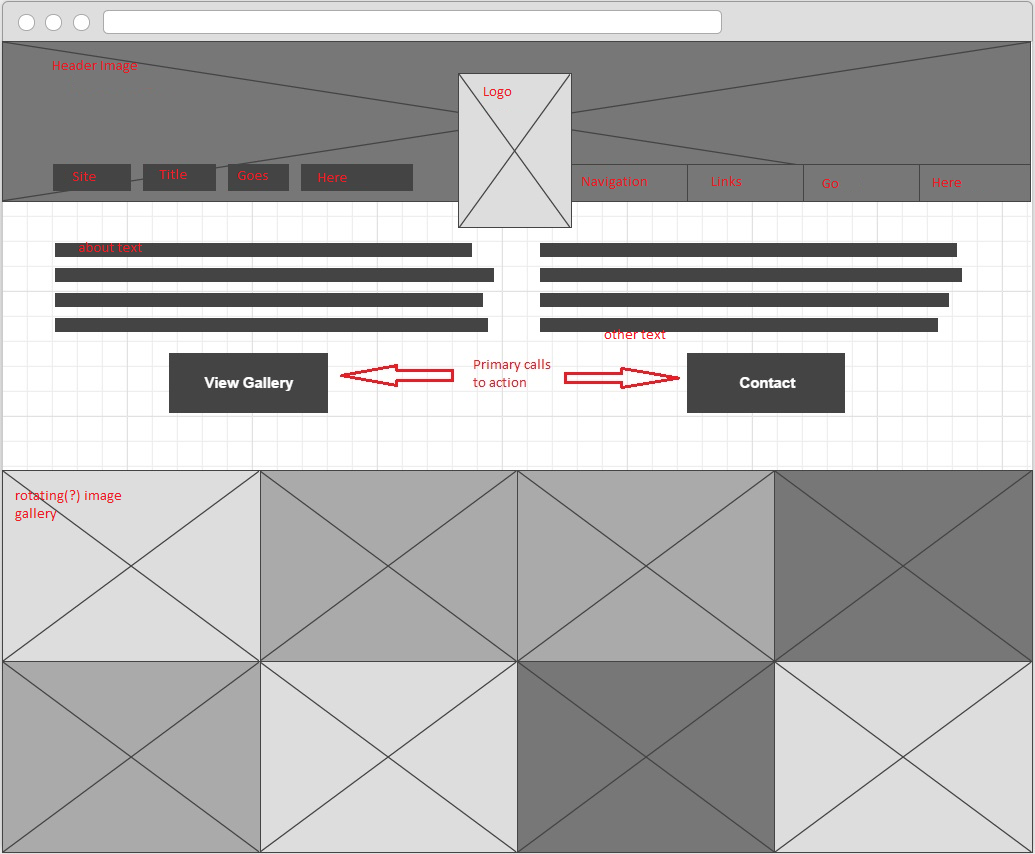 Header Image
Logo
Site Title Goes Here
Navigation Links Go Here
about text
other text
Primary calls
to action
View Gallery
Contact
rotating(?) image
gallery